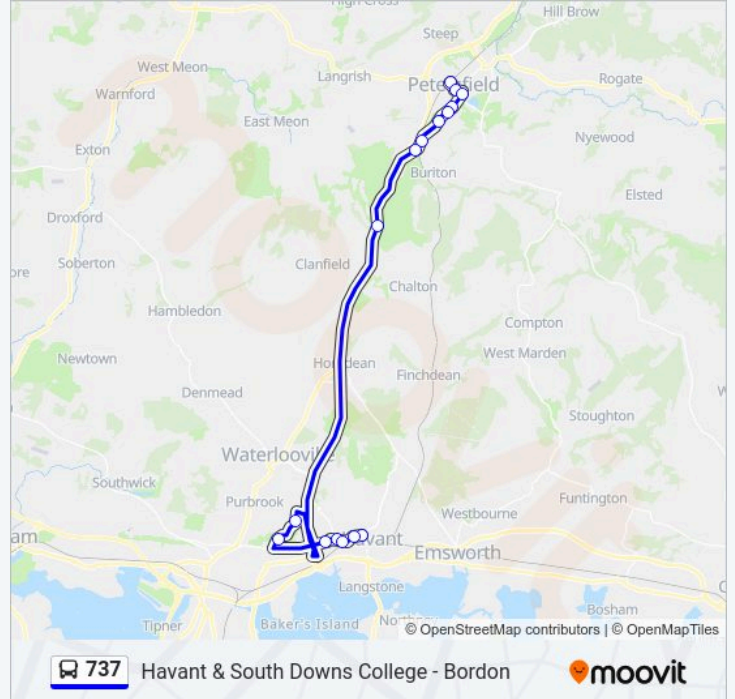 High Cross
Hill Brow
Steep
West Meon
Langrish
Petersfield
Rogate
Warnford
East Meon
Nyewood
Exton
Buriton
Elsted
Droxford
Soberton
Clanfield
Chalton
Hambledon
Compton
West Marden
Newtown
Horndean
Finchdean
Denmead
Stoughton
Waterlooville
Southwick
Purbrook
Funtington
Westbourne
Havant
Emsworth
Langstone
Bosham
Tipner
Baker's Island
© OpenStreetMap contributors | © OpenMapTiles
737 Havant & South Downs College - Bordon moovit